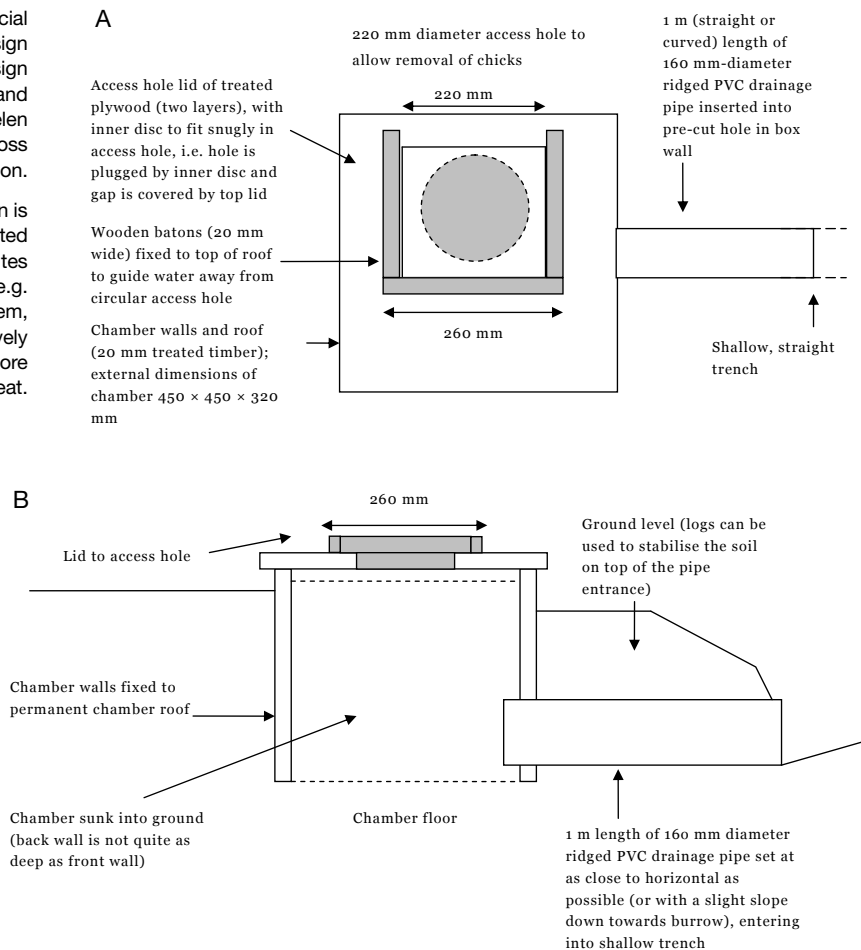 cial
sign
sign
and
elen
oss
on.
n is
ted
tes
e.g.
em,
vely
ore
eat.
A
220 mm diameter access hole to
allow removal of chicks
1 m (straight or
curved) length of
160 mm-diameter
ridged PVC drainage
pipe inserted into
pre-cut hole in box
wall
Access hole lid of treated
plywood (two layers), with
inner disc to fit snugly in
access hole, i.e. hole is
plugged by inner disc and
gap is covered by top lid
220 mm
Wooden batons (20 mm
wide) fixed to top of roof
to guide water away from
circular access hole
260 mm
Chamber walls and roof
(20 mm treated timber);
external dimensions of
chamber 450 × 450 × 320
mm
Shallow, straight
trench
B
260 mm
Lid to access hole
Ground level (logs can be
used to stabilise the soil
on top of the pipe
entrance)
Chamber walls fixed to
permanent chamber roof
Chamber sunk into ground
(back wall is not quite as
deep as front wall)
Chamber floor
1 m length of 160 mm diameter
ridged PVC drainage pipe set at
as close to horizontal as
possible (or with a slight slope
down towards burrow), entering
into shallow trench